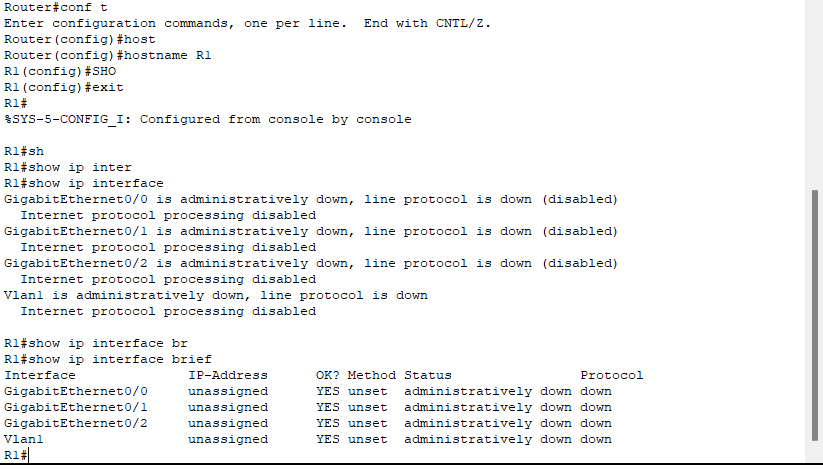 Router#conf t
Enter configuration commands, one per line.  End with CNTL/Z.
Router(config)#host
Router(config)#hostname R1
R1(config)#SHO
R1(config)#exit
R1#
%SYS-5-CONFIG_I: Configured from console by console
R1#sh
R1#show ip inter
R1#show ip interface
GigabitEthernet0/0 is administratively down, line protocol is down (disabled)
  Internet protocol processing disabled
GigabitEthernet0/1 is administratively down, line protocol is down (disabled)
  Internet protocol processing disabled
GigabitEthernet0/2 is administratively down, line protocol is down (disabled)
  Internet protocol processing disabled
Vlan1 is administratively down, line protocol is down
  Internet protocol processing disabled
R1#show ip interface br
R1#show ip interface brief
Interface              IP-Address      OK? Method Status                Protocol
GigabitEthernet0/0     unassigned      YES unset  administratively down down
GigabitEthernet0/1     unassigned      YES unset  administratively down down
GigabitEthernet0/2     unassigned      YES unset  administratively down down
Vlan1                  unassigned      YES unset  administratively down down
R1#